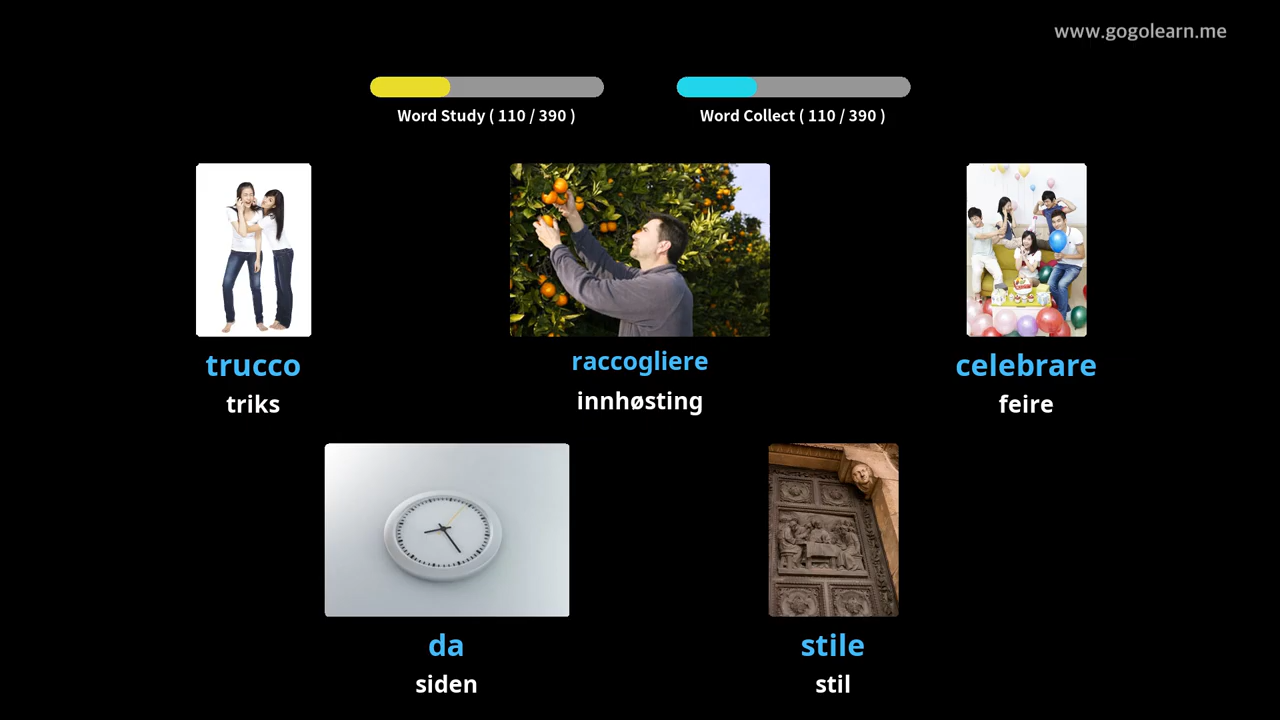 www.gogolearn.me
Word Study ( 110 / 390 )
Word Collect ( 110 / 390 )
trucco
triks
raccogliere
innhøsting
celebrare
feire
da
siden
stile
stil